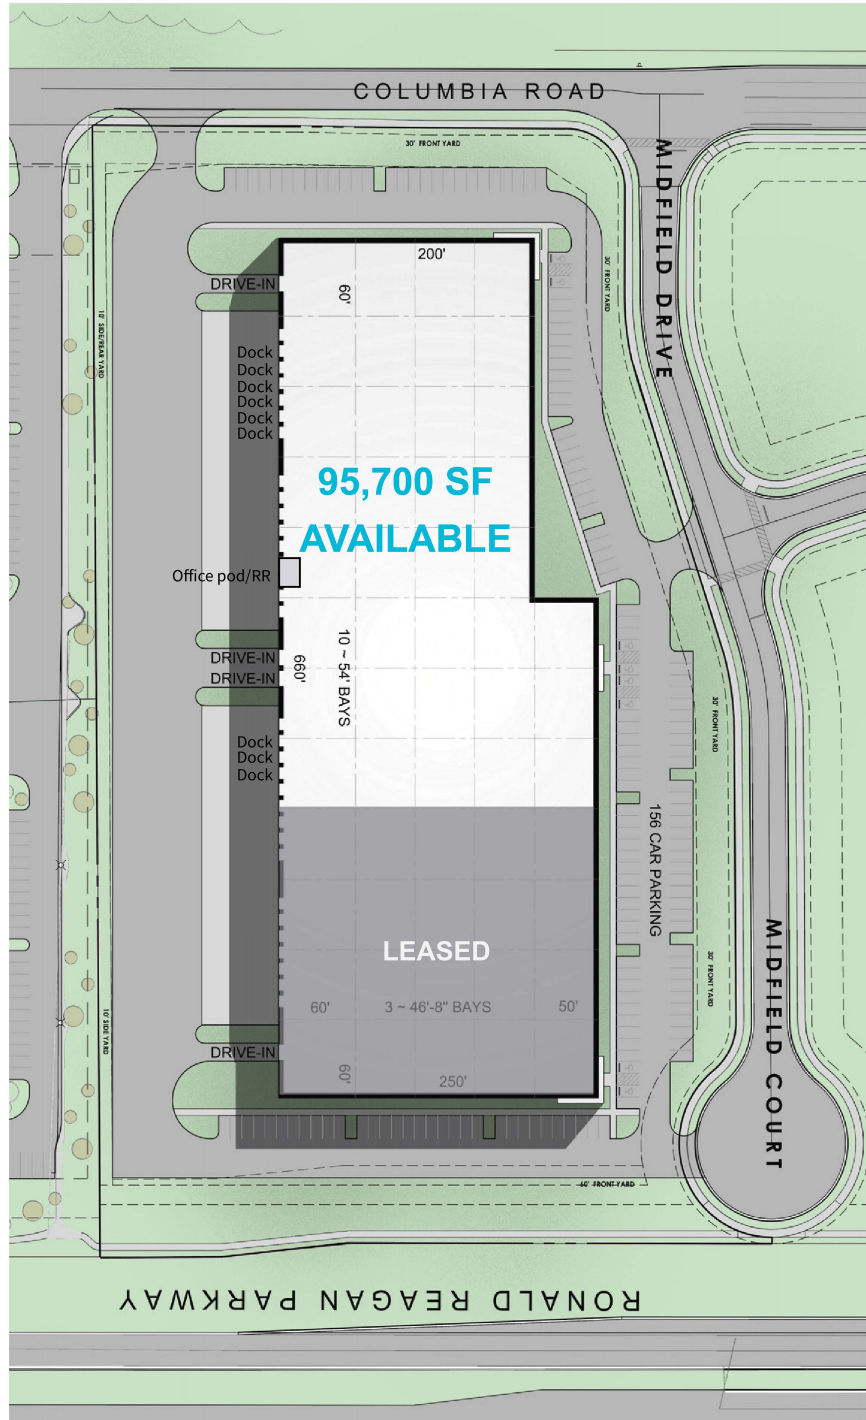 COLUMBIA ROAD
30' FRONT YARD
MIDFIELD DRIVE
200'
30' FRONT YARD
DRIVE-IN
60'
10' SIDE/REAR YARD
Dock
Dock
Dock
Dock
Dock
Dock
95,700 SF
AVAILABLE
Office pod/RR
10 ~ 54' BAYS
DRIVE-IN
660'
DRIVE-IN
30' FRONT YARD
Dock
Dock
Dock
156 CAR PARKING
LEASED
MIDFIELD COURT
30' FRONT YARD
60'
3 ~ 46'-8" BAYS
50'
10' SIDE YARD
DRIVE-IN
60'
250'
60' FRONT YARD
RONALD REAGAN PARKWAY